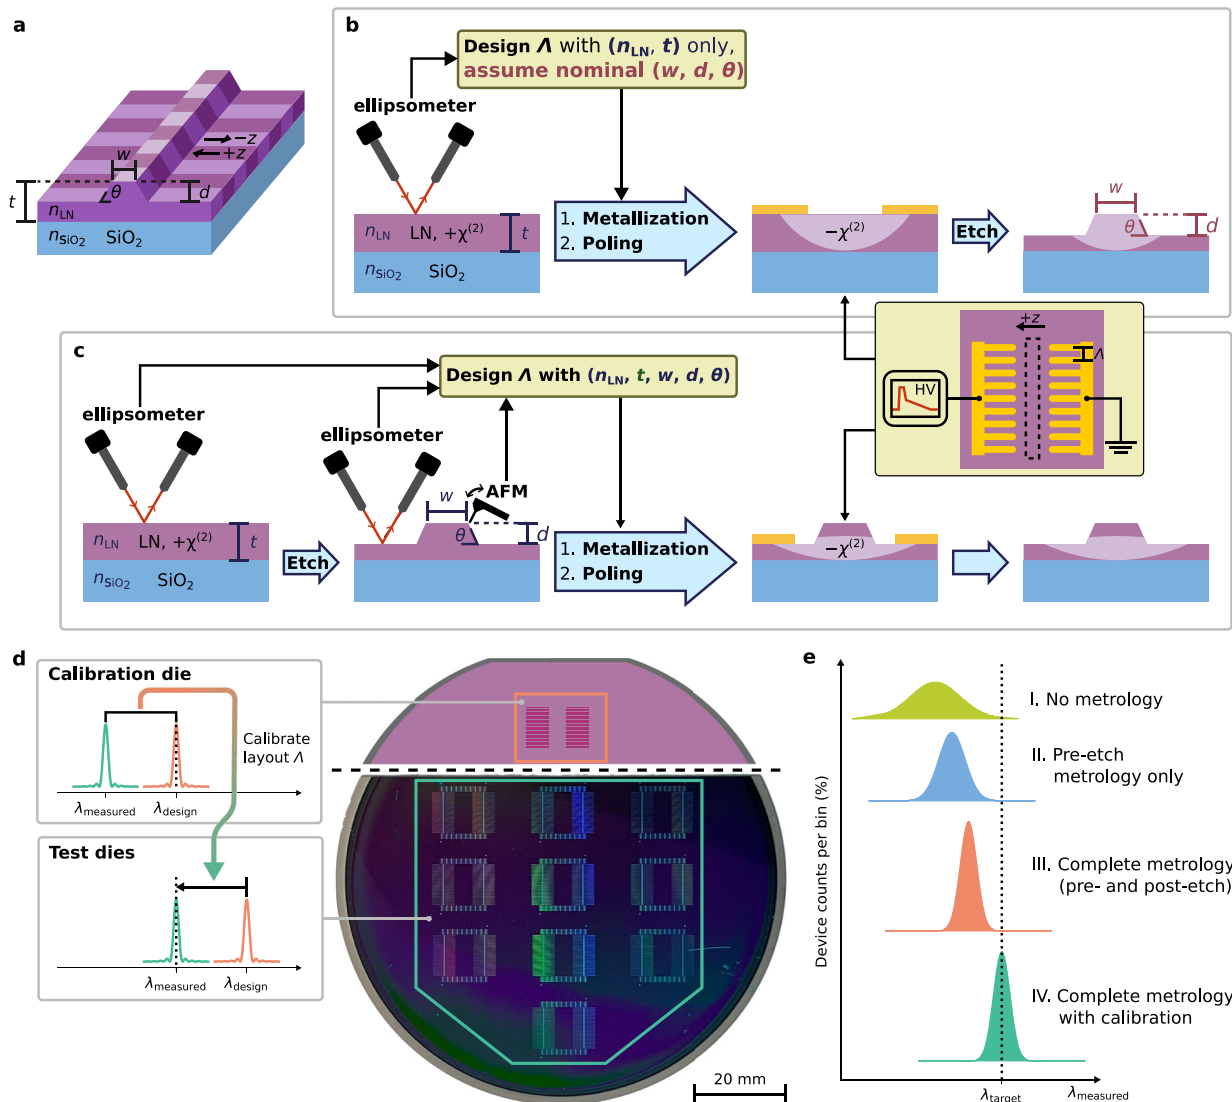 a
w
−z
+z
θ
d
t
nLN
nSiO₂ SiO₂
b
Design Λ with (nLN, t) only,
assume nominal (w, d, θ)
ellipsometer
nLN LN, +χ⁽²⁾ t
nSiO₂ SiO₂
1. Metallization
2. Poling
−χ⁽²⁾
Etch
w
θ
d
+z
Λ
HV
c
Design Λ with (nLN, t, w, d, θ)
ellipsometer
ellipsometer
AFM
w
θ
d
nLN LN, +χ⁽²⁾ t
nSiO₂ SiO₂
Etch
1. Metallization
2. Poling
−χ⁽²⁾
d
Calibration die
Calibrate
layout Λ
λmeasured λdesign
Test dies
λmeasured λdesign
20 mm
e
Device counts per bin (%)
I. No metrology
II. Pre-etch
metrology only
III. Complete metrology
(pre- and post-etch)
IV. Complete metrology
with calibration
λtarget λmeasured